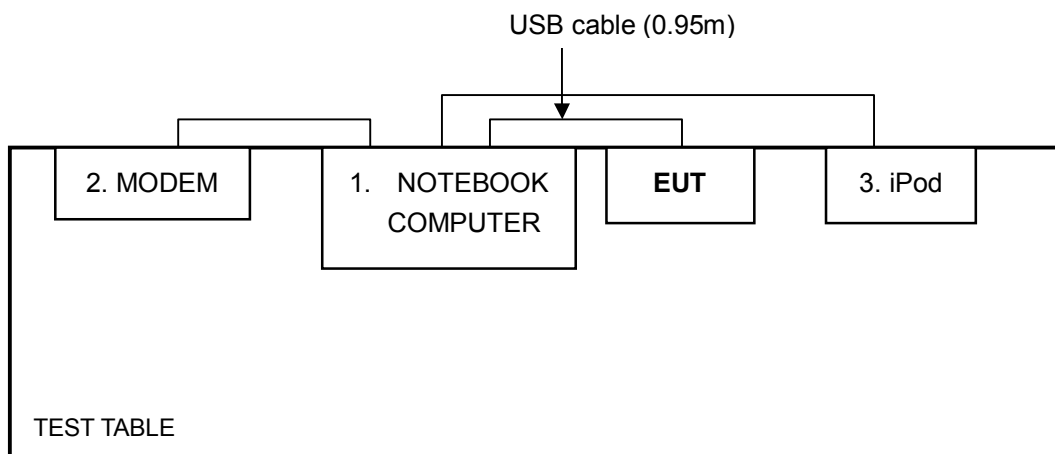 USB cable (0.95m)
2. MODEM
1. NOTEBOOK
COMPUTER
EUT
3. iPod
TEST TABLE